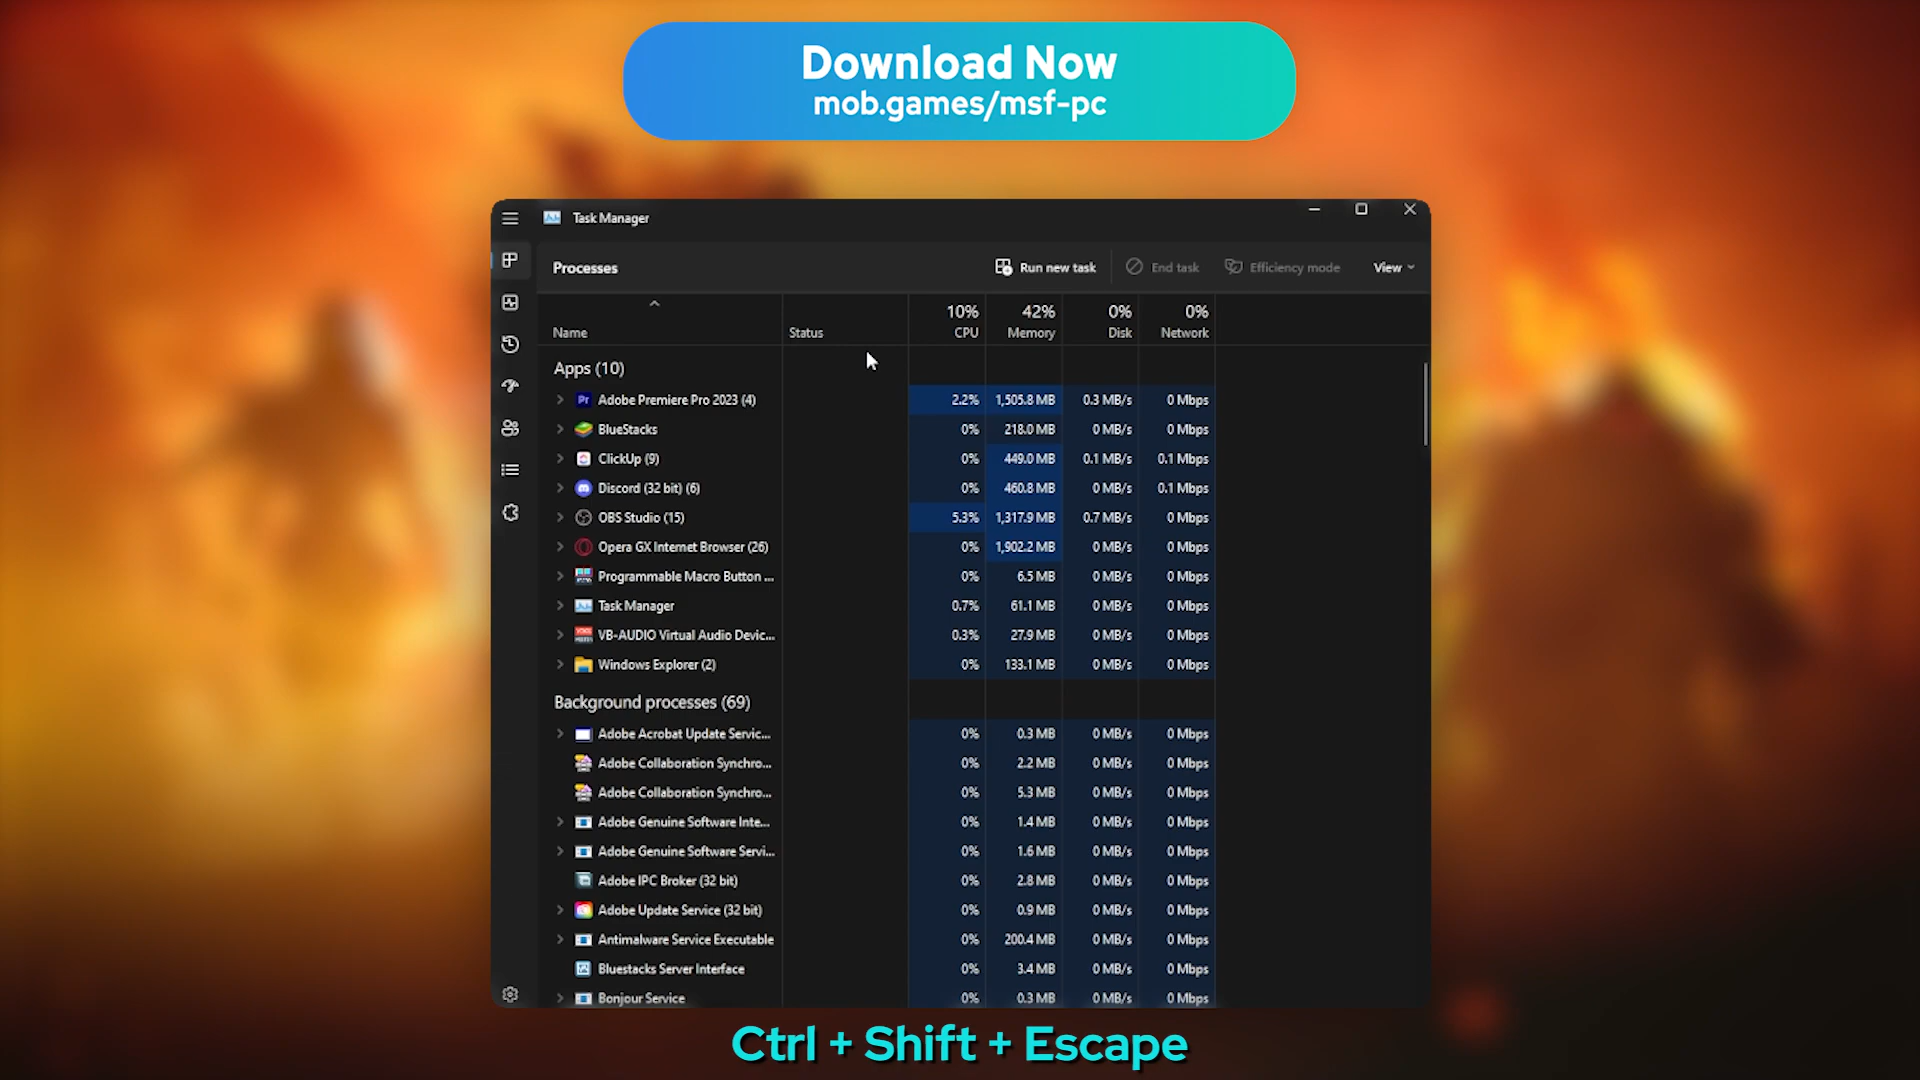 Download Now
mob.games/msf-pc
Task Manager
Processes
Run new task
End task
Efficiency mode
View
Name
Status
10% CPU
42% Memory
0% Disk
0% Network
Apps (10)
Pr Adobe Premiere Pro 2023 (4) 2.2% 1,505.8 MB 0.3 MB/s 0 Mbps
BlueStacks 0% 218.0 MB 0 MB/s 0 Mbps
ClickUp (9) 0% 449.0 MB 0.1 MB/s 0.1 Mbps
Discord (32 bit) (6) 0% 460.8 MB 0 MB/s 0.1 Mbps
OBS Studio (15) 5.3% 1,317.9 MB 0.7 MB/s 0 Mbps
Opera GX Internet Browser (26) 0% 1,902.2 MB 0 MB/s 0 Mbps
Programmable Macro Button ... 0% 6.5 MB 0 MB/s 0 Mbps
Task Manager 0.7% 61.1 MB 0 MB/s 0 Mbps
VB-AUDIO Virtual Audio Devic... 0.3% 27.9 MB 0 MB/s 0 Mbps
Windows Explorer (2) 0% 133.1 MB 0 MB/s 0 Mbps
Background processes (69)
Adobe Acrobat Update Servic... 0% 0.3 MB 0 MB/s 0 Mbps
Adobe Collaboration Synchro... 0% 2.2 MB 0 MB/s 0 Mbps
Adobe Collaboration Synchro... 0% 5.3 MB 0 MB/s 0 Mbps
Adobe Genuine Software Inte... 0% 1.4 MB 0 MB/s 0 Mbps
Adobe Genuine Software Servi... 0% 1.6 MB 0 MB/s 0 Mbps
Adobe IPC Broker (32 bit) 0% 2.8 MB 0 MB/s 0 Mbps
Adobe Update Service (32 bit) 0% 0.9 MB 0 MB/s 0 Mbps
Antimalware Service Executable 0% 200.4 MB 0 MB/s 0 Mbps
Bluestacks Server Interface 0% 3.4 MB 0 MB/s 0 Mbps
Bonjour Service 0% 0.3 MB 0 MB/s 0 Mbps
Ctrl + Shift + Escape